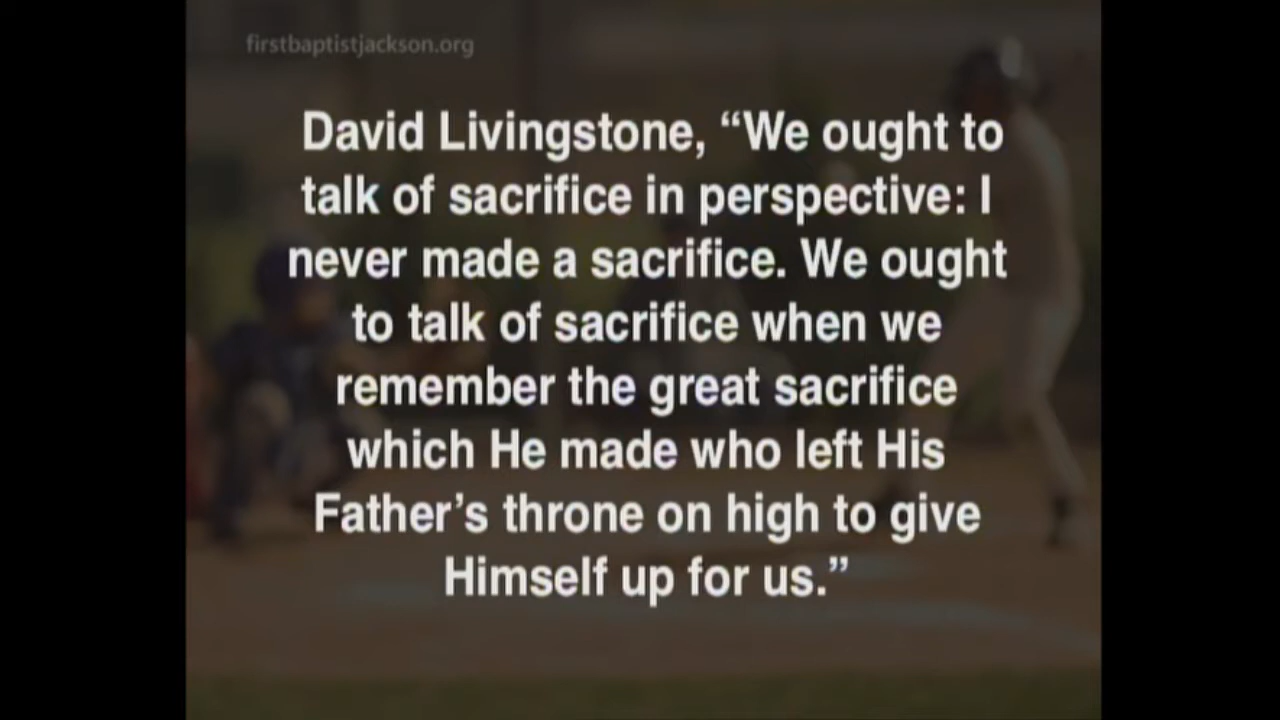 firstbaptistjackson.org
David Livingstone, “We ought to
talk of sacrifice in perspective: I
never made a sacrifice. We ought
to talk of sacrifice when we
remember the great sacrifice
which He made who left His
Father’s throne on high to give
Himself up for us.”